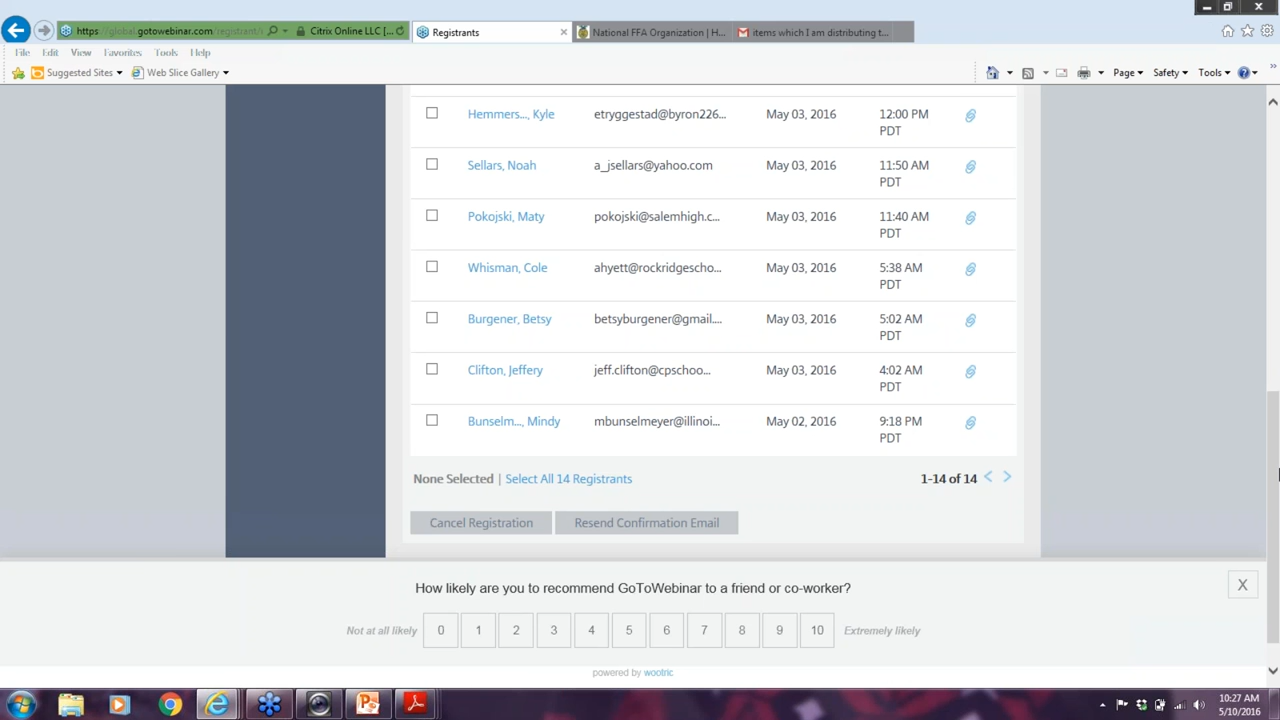 https://global.gotowebinar.com/registrant/
Citrix Online LLC [...
Registrants
National FFA Organization | H...
items which I am distributing t...
File Edit View Favorites Tools Help
Suggested Sites
Web Slice Gallery
Page
Safety
Tools
Hemmers..., Kyle etryggestad@byron226... May 03, 2016 12:00 PM
PDT
Sellars, Noah a_jsellars@yahoo.com May 03, 2016 11:50 AM
PDT
Pokojski, Maty pokojski@salemhigh.c... May 03, 2016 11:40 AM
PDT
Whisman, Cole ahyett@rockridgescho... May 03, 2016 5:38 AM
PDT
Burgener, Betsy betsyburgener@gmail.... May 03, 2016 5:02 AM
PDT
Clifton, Jeffery jeff.clifton@cpschoo... May 03, 2016 4:02 AM
PDT
Bunselm..., Mindy mbunselmeyer@illinoi... May 02, 2016 9:18 PM
PDT
None Selected | Select All 14 Registrants 1-14 of 14
Cancel Registration Resend Confirmation Email
How likely are you to recommend GoToWebinar to a friend or co-worker?
X
Not at all likely 0 1 2 3 4 5 6 7 8 9 10 Extremely likely
powered by wootric
10:27 AM
5/10/2016